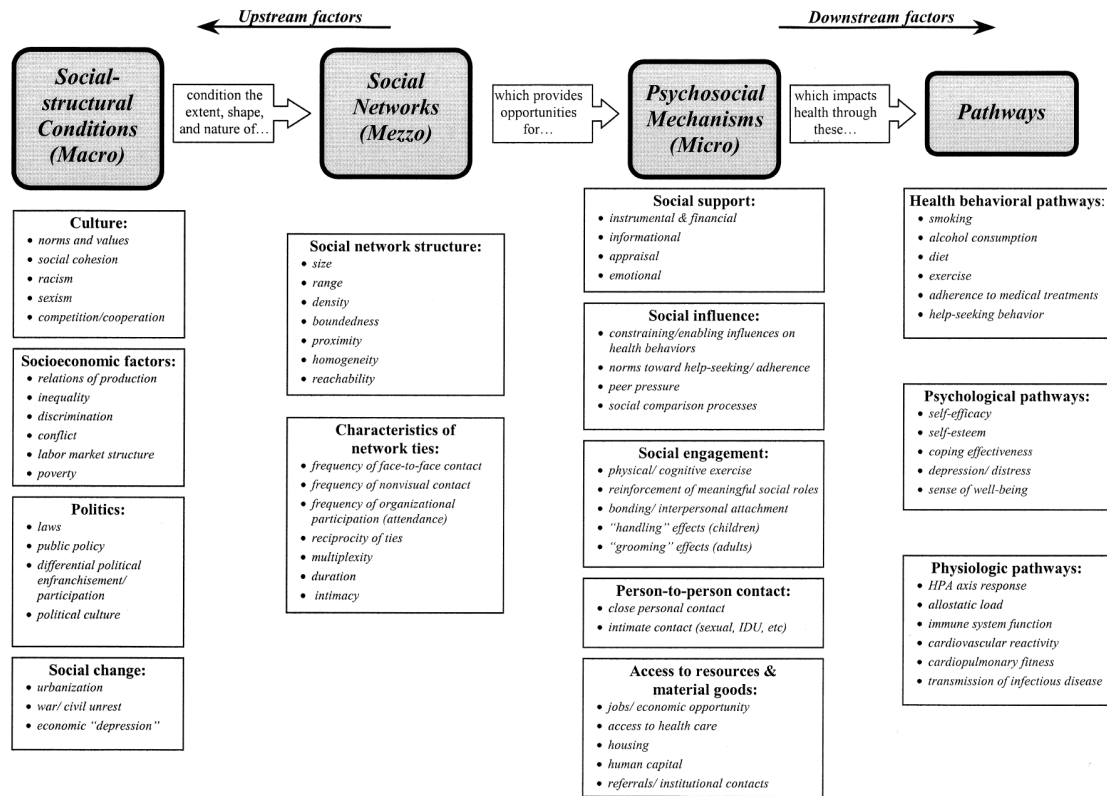 Upstream factors
Downstream factors
Social-
structural
Conditions
(Macro)
condition the
extent, shape,
and nature of…
Social
Networks
(Mezzo)
which provides
opportunities
for…
Psychosocial
Mechanisms
(Micro)
which impacts
health through
these…
Pathways
Culture:
• norms and values
• social cohesion
• racism
• sexism
• competition/cooperation
Socioeconomic factors:
• relations of production
• inequality
• discrimination
• conflict
• labor market structure
• poverty
Politics:
• laws
• public policy
• differential political
enfranchisement/
participation
• political culture
Social change:
• urbanization
• war/ civil unrest
• economic “depression”
Social network structure:
• size
• range
• density
• boundedness
• proximity
• homogeneity
• reachability
Characteristics of
network ties:
• frequency of face-to-face contact
• frequency of nonvisual contact
• frequency of organizational
participation (attendance)
• reciprocity of ties
• multiplexity
• duration
• intimacy
Social support:
• instrumental & financial
• informational
• appraisal
• emotional
Social influence:
• constraining/enabling influences on
health behaviors
• norms toward help-seeking/ adherence
• peer pressure
• social comparison processes
Social engagement:
• physical/ cognitive exercise
• reinforcement of meaningful social roles
• bonding/ interpersonal attachment
• “handling” effects (children)
• “grooming” effects (adults)
Person-to-person contact:
• close personal contact
• intimate contact (sexual, IDU, etc)
Access to resources &
material goods:
• jobs/ economic opportunity
• access to health care
• housing
• human capital
• referrals/ institutional contacts
Health behavioral pathways:
• smoking
• alcohol consumption
• diet
• exercise
• adherence to medical treatments
• help-seeking behavior
Psychological pathways:
• self-efficacy
• self-esteem
• coping effectiveness
• depression/ distress
• sense of well-being
Physiologic pathways:
• HPA axis response
• allostatic load
• immune system function
• cardiovascular reactivity
• cardiopulmonary fitness
• transmission of infectious disease